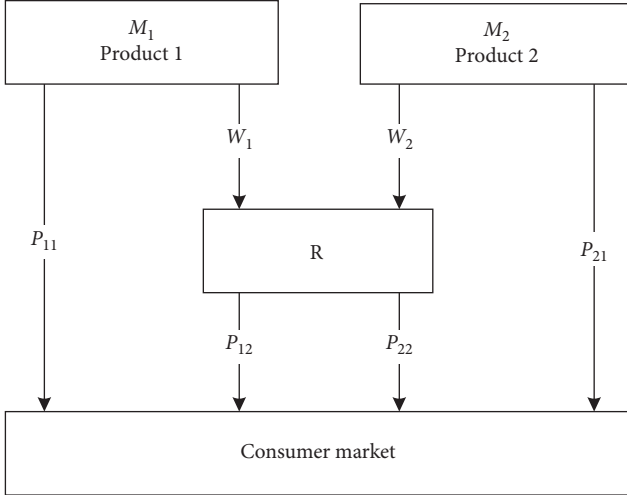 M₁
Product 1
M₂
Product 2
W₁
W₂
P₁₁
R
P₂₁
P₁₂
P₂₂
Consumer market